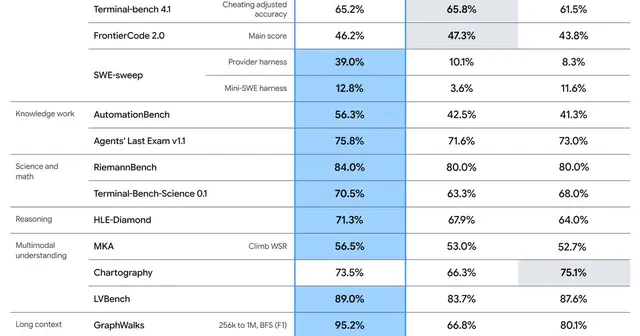 Terminal-bench 4.1 Cheating adjusted accuracy 65.2% 65.8% 61.5%
FrontierCode 2.0 Main score 46.2% 47.3% 43.8%
SWE-sweep Provider harness 39.0% 10.1% 8.3%
Mini-SWE harness 12.8% 3.6% 11.6%
Knowledge work AutomationBench 56.3% 42.5% 41.3%
Agents' Last Exam v1.1 75.8% 71.6% 73.0%
Science and math RiemannBench 84.0% 80.0% 80.0%
Terminal-Bench-Science 0.1 70.5% 63.3% 68.0%
Reasoning HLE-Diamond 71.3% 67.9% 64.0%
Multimodal understanding MKA Climb WSR 56.5% 53.0% 52.7%
Chartography 73.5% 66.3% 75.1%
LVBench 89.0% 83.7% 87.6%
Long context GraphWalks 256k to 1M, BFS (F1) 95.2% 66.8% 80.1%